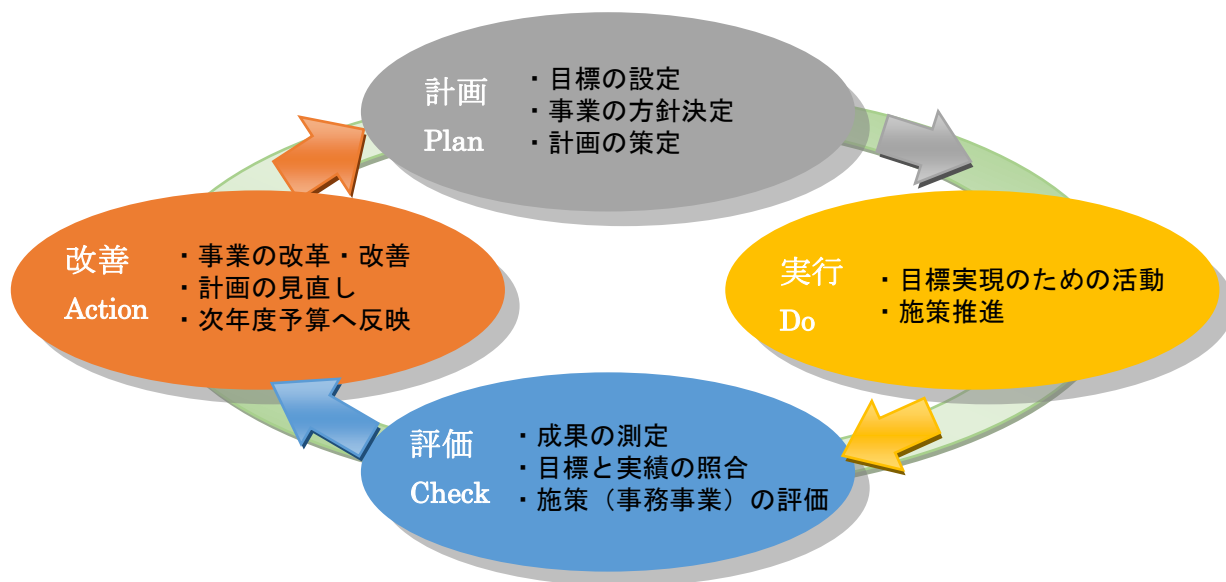 計画
Plan
・目標の設定
・事業の方針決定
・計画の策定
実行
Do
・目標実現のための活動
・施策推進
評価
Check
・成果の測定
・目標と実績の照合
・施策（事務事業）の評価
改善
Action
・事業の改革・改善
・計画の見直し
・次年度予算へ反映